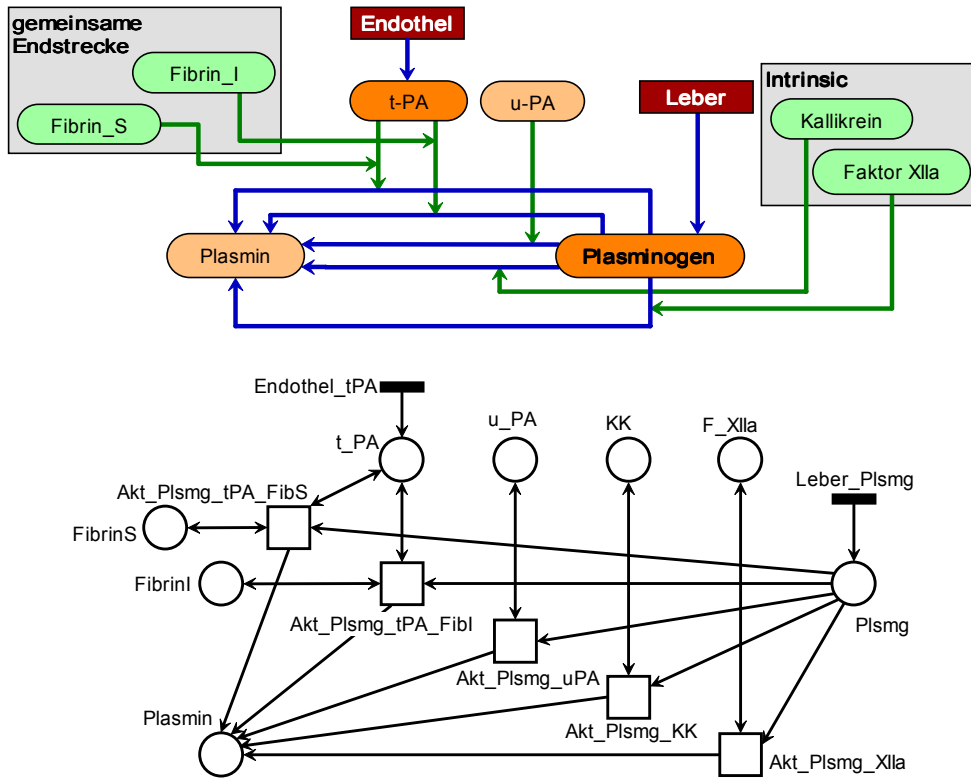 gemeinsame
Endstrecke
Endothel
Fibrin_I
t-PA
u-PA
Leber
Intrinsic
Fibrin_S
Kallikrein
Faktor XIIa
Plasmin
Plasminogen
Endothel_tPA
t_PA
u_PA
KK
F_XIIa
Leber_Plsmg
Akt_Plsmg_tPA_FibS
FibrinS
FibrinI
Akt_Plsmg_tPA_FibI
Plsmg
Akt_Plsmg_uPA
Plasmin
Akt_Plsmg_KK
Akt_Plsmg_XIIa